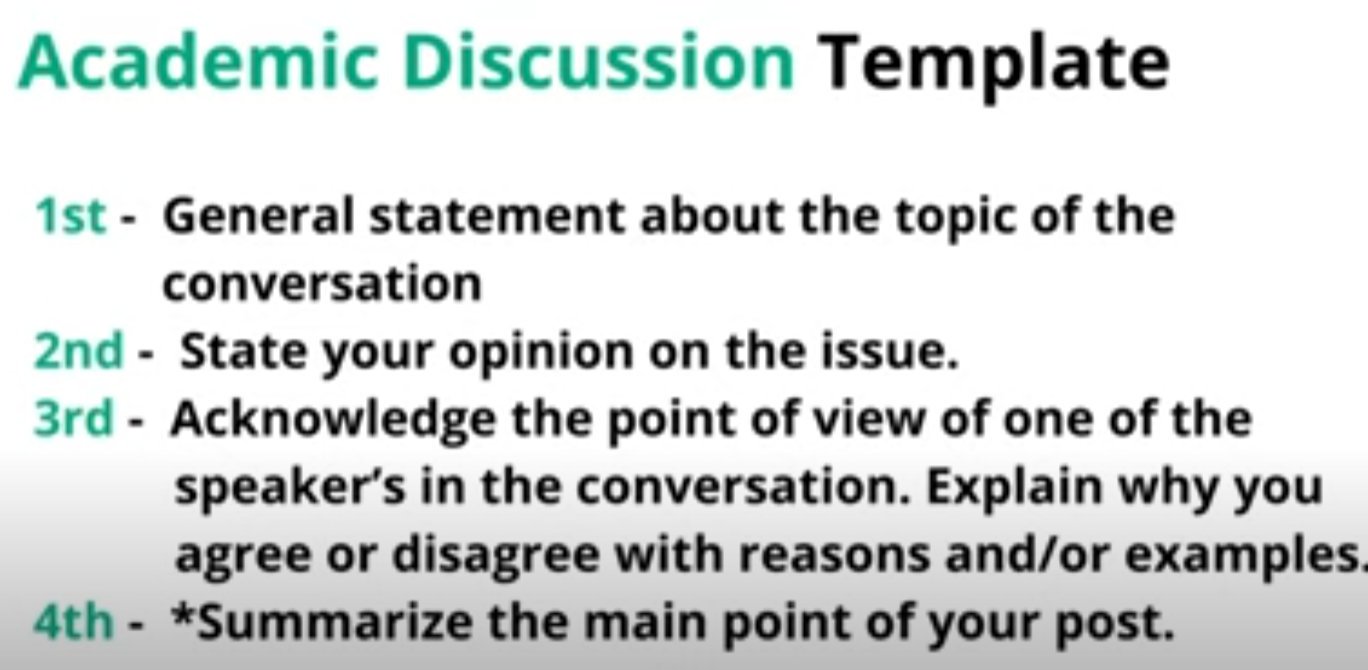 Academic Discussion Template
1st - General statement about the topic of the
conversation
2nd - State your opinion on the issue.
3rd - Acknowledge the point of view of one of the
speaker's in the conversation. Explain why you
agree or disagree with reasons and/or examples.
4th - *Summarize the main point of your post.